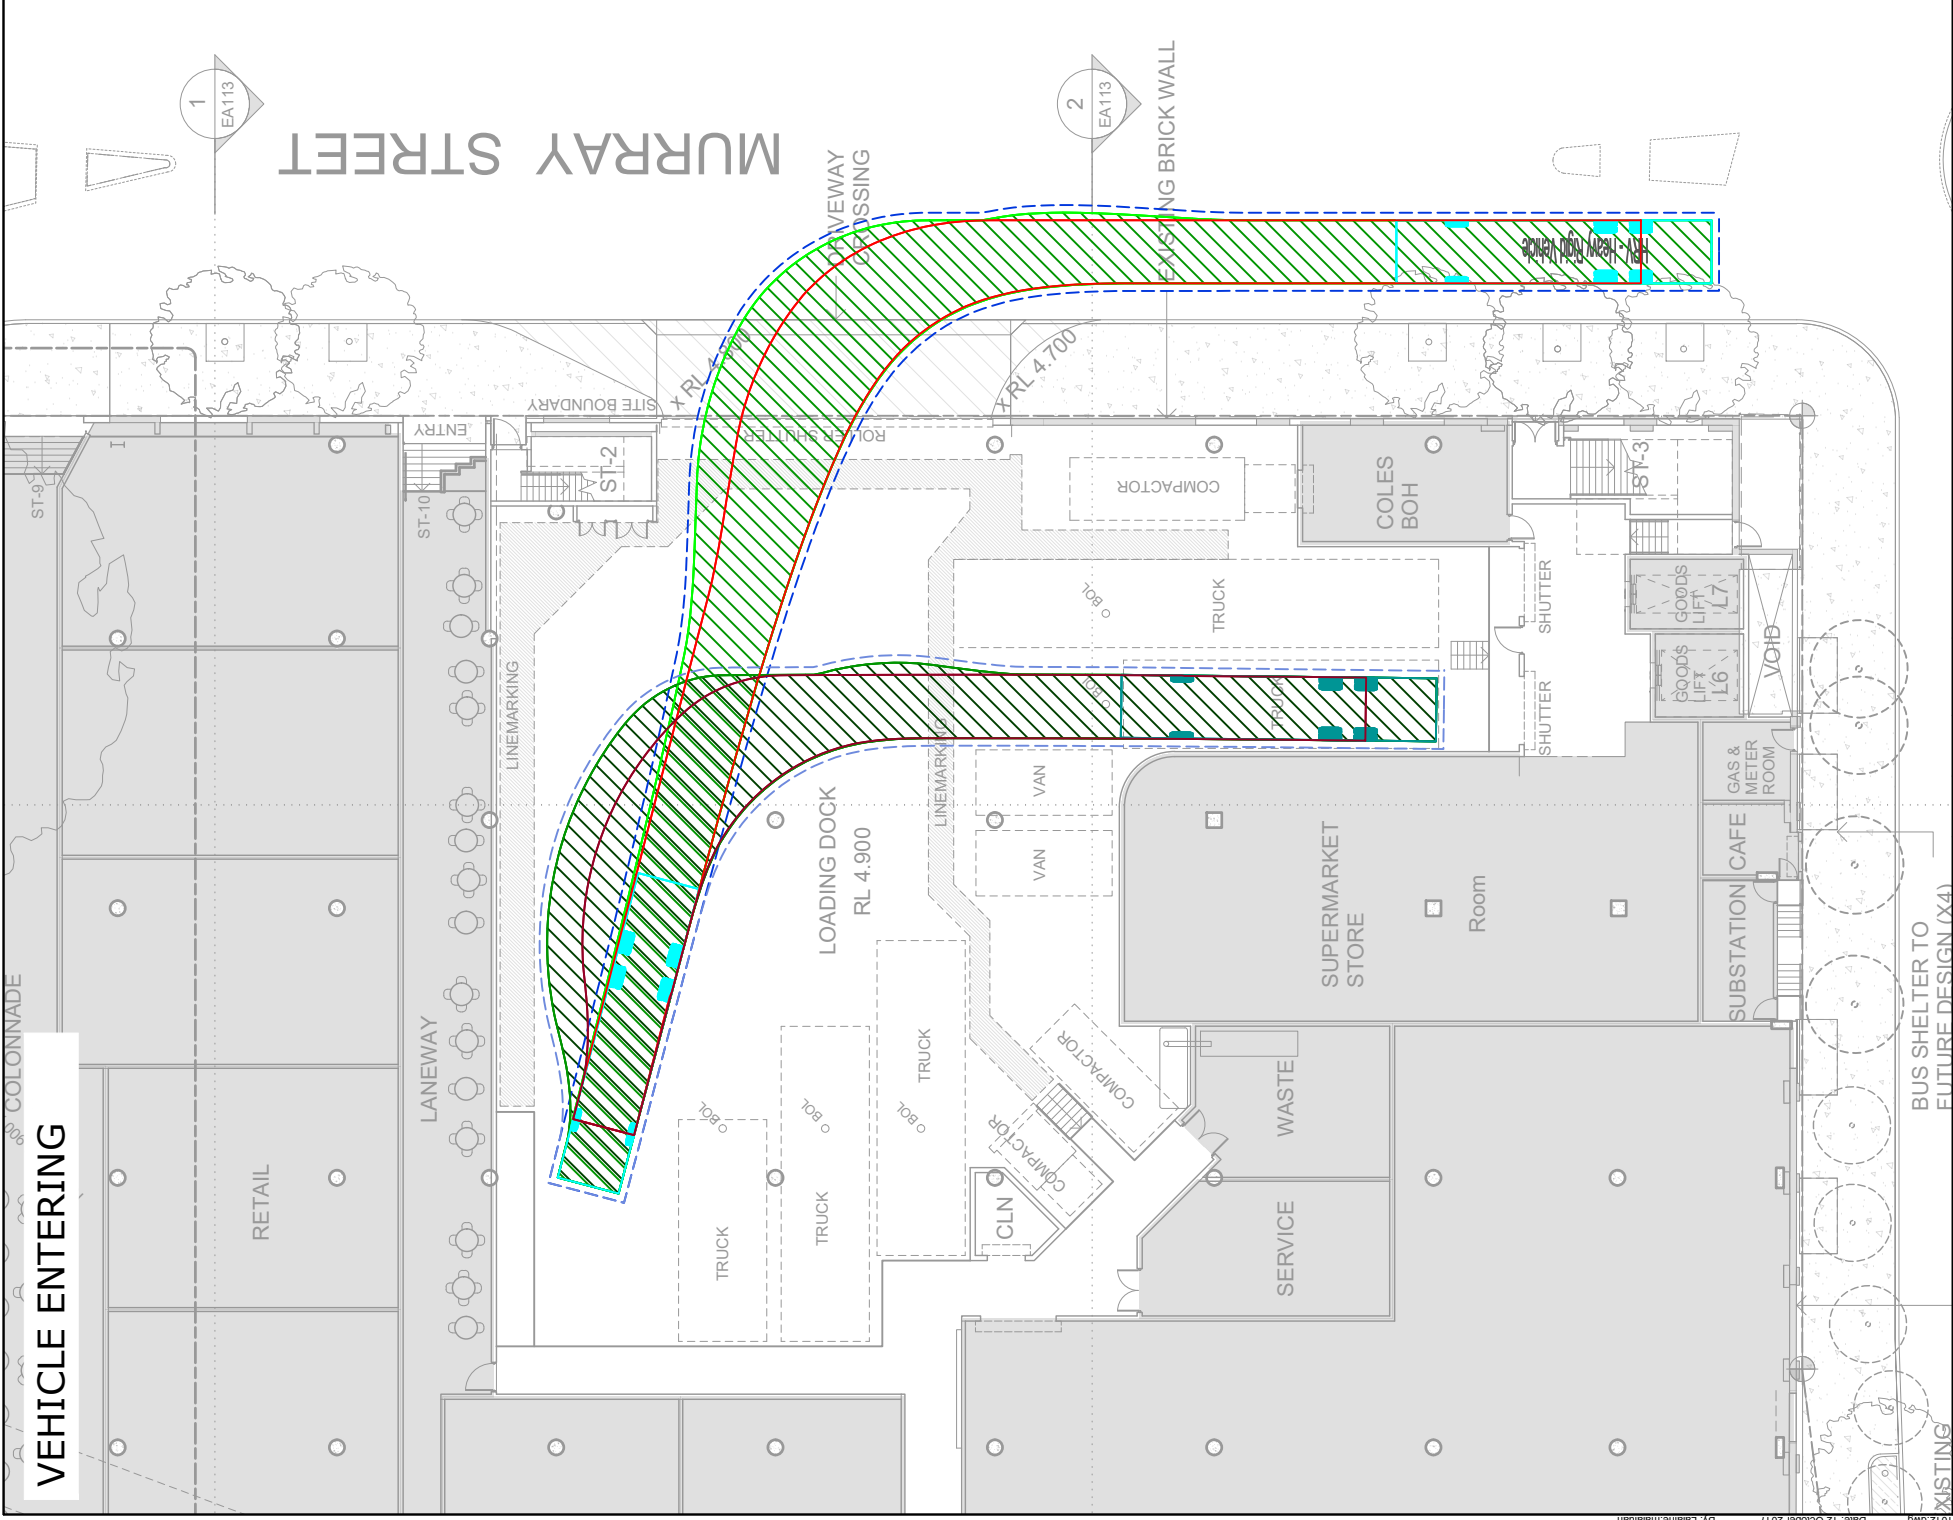 1
EA113
2
EA113
MURRAY STREET
DRIVEWAY
CROSSING
EXISTING BRICK WALL
HRV - Heavy Rigid Vehicle
X RL 4.700
SITE BOUNDARY
ROLLER SHUTTER
ENTRY
ST-9
ST-10
ST-2
COMPACTOR
COLES
BOH
ST-3
BOL
TRUCK
SHUTTER
GOODS
LIFT
L7
GOODS
LIFT
L6
VOID
LINEMARKING
BOL
TRUCK
SHUTTER
LINEMARKING
VAN
VAN
LOADING DOCK
RL 4.900
GAS &
METER
ROOM
SUPERMARKET
STORE
Room
CAFE
SUBSTATION
BUS SHELTER TO
FUTURE DESIGN (X4)
COLONNADE
LANEWAY
VEHICLE ENTERING
RETAIL
BOL
TRUCK
BOL
TRUCK
BOL
TRUCK
COMPACTOR
COMPACTOR
CLN
WASTE
SERVICE